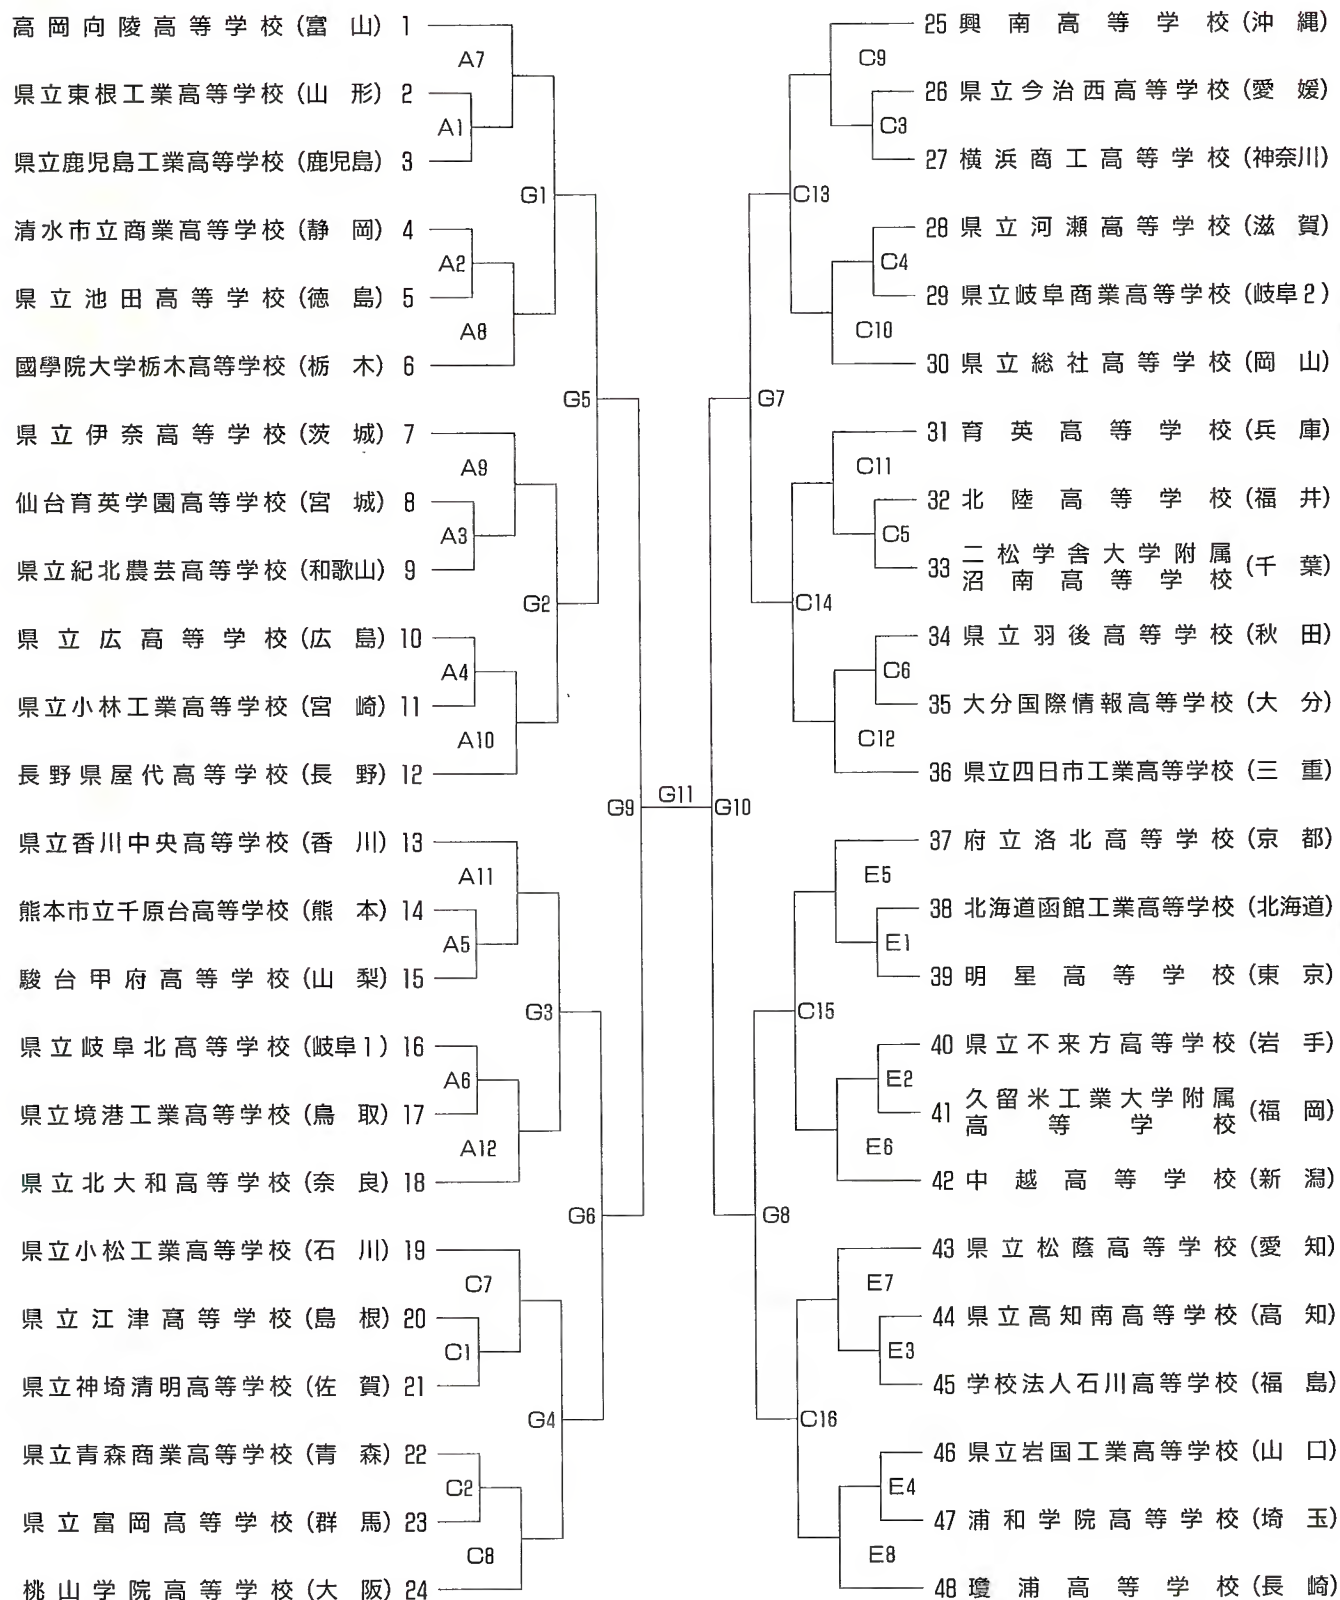 高岡向陵高等学校(富山) 1
A7
県立東根工業高等学校(山形) 2
A1
県立鹿児島工業高等学校(鹿児島) 3
G1
清水市立商業高等学校(静岡) 4
A2
県立池田高等学校(徳島) 5
A8
國學院大学栃木高等学校(栃木) 6
G5
県立伊奈高等学校(茨城) 7
A9
仙台育英学園高等学校(宮城) 8
A3
県立紀北農芸高等学校(和歌山) 9
G2
県立広高等学校(広島) 10
A4
県立小林工業高等学校(宮崎) 11
A10
長野県屋代高等学校(長野) 12
G9
G11
G10
県立香川中央高等学校(香川) 13
A11
熊本市立千原台高等学校(熊本) 14
A5
駿台甲府高等学校(山梨) 15
G3
県立岐阜北高等学校(岐阜1) 16
A6
県立境港工業高等学校(鳥取) 17
A12
県立北大和高等学校(奈良) 18
G6
県立小松工業高等学校(石川) 19
C7
県立江津高等学校(島根) 20
C1
県立神埼清明高等学校(佐賀) 21
G4
県立青森商業高等学校(青森) 22
C2
県立富岡高等学校(群馬) 23
C8
桃山学院高等学校(大阪) 24
25 興南高等学校(沖縄)
C9
26 県立今治西高等学校(愛媛)
C3
27 横浜商工高等学校(神奈川)
C13
28 県立河瀬高等学校(滋賀)
C4
29 県立岐阜商業高等学校(岐阜2)
C10
30 県立総社高等学校(岡山)
G7
31 育英高等学校(兵庫)
C11
32 北陸高等学校(福井)
C5
33 二松学舎大学附属
沼南高等学校(千葉)
C14
34 県立羽後高等学校(秋田)
C6
35 大分国際情報高等学校(大分)
C12
36 県立四日市工業高等学校(三重)
37 府立洛北高等学校(京都)
E5
38 北海道函館工業高等学校(北海道)
E1
39 明星高等学校(東京)
C15
40 県立不来方高等学校(岩手)
E2
41 久留米工業大学附属
高等学校(福岡)
E6
42 中越高等学校(新潟)
G8
43 県立松蔭高等学校(愛知)
E7
44 県立高知南高等学校(高知)
E3
45 学校法人石川高等学校(福島)
C16
46 県立岩国工業高等学校(山口)
E4
47 浦和学院高等学校(埼玉)
E8
48 瓊浦高等学校(長崎)